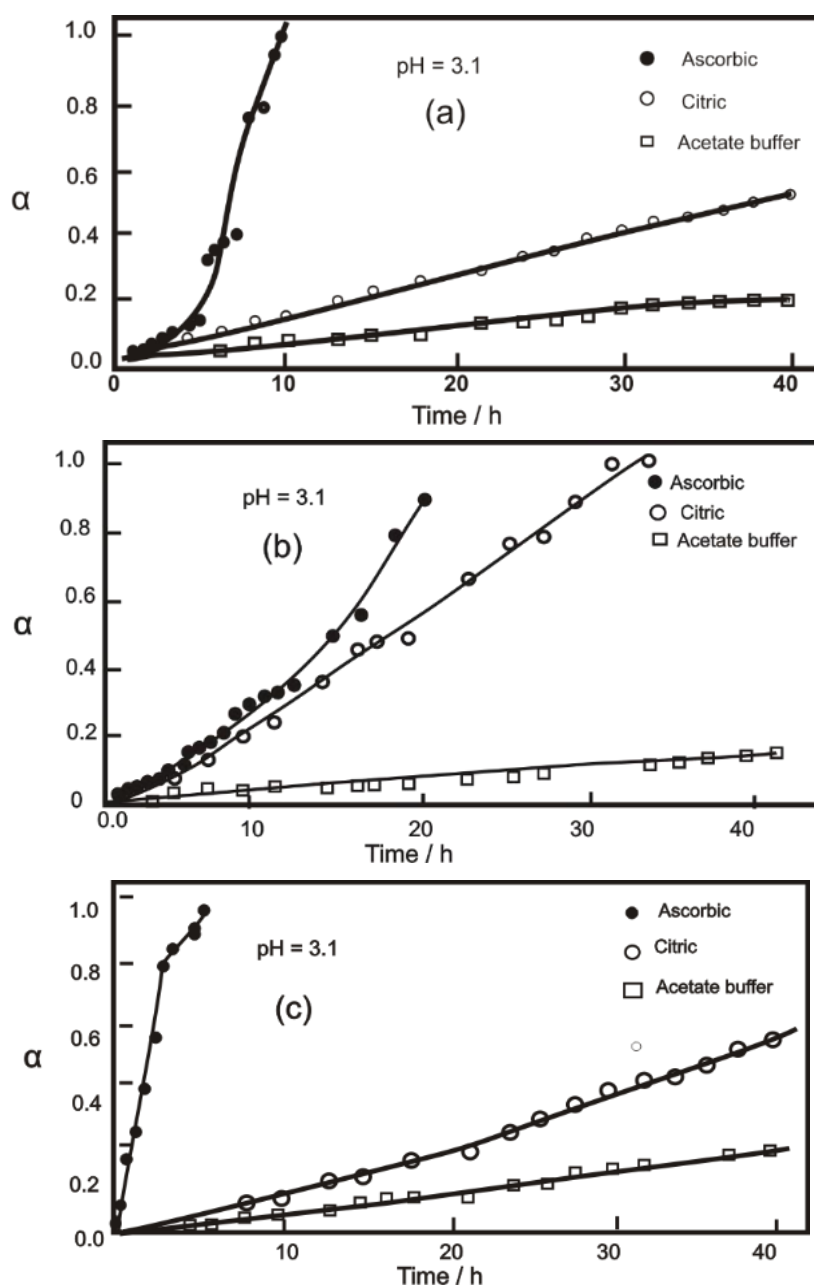 1.0
pH = 3.1
Ascorbic
0.8
(a)
Citric
0.6
Acetate buffer
α
0.4
0.2
0.0
0 10 20 30 40
Time / h
1.0
pH = 3.1
Ascorbic
Citric
0.8
(b)
Acetate buffer
0.6
α
0.4
0.2
0
0.0 10 20 30 40
Time / h
1.0
Ascorbic
pH = 3.1
Citric
0.8
(c)
Acetate buffer
0.6
α
0.4
0.2
0.0
10 20 30 40
Time / h